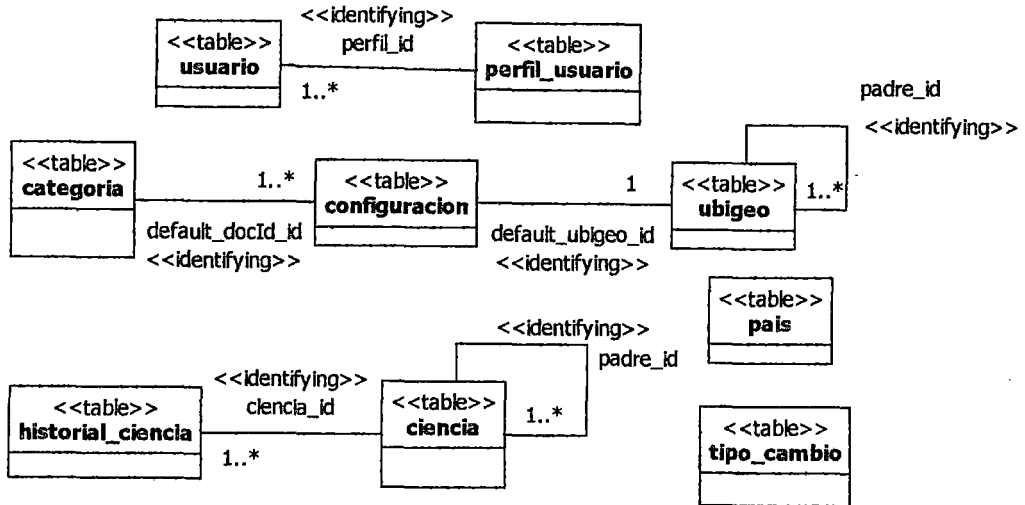 <<identifying>>
perfil_id
<<table>>
usuario
1..*
<<table>>
perfil_usuario
padre_id
<<identifying>>
<<table>>
categoria
1..*
default_docId_id
<<identifying>>
<<table>>
configuracion
1
default_ubigeo_id
<<identifying>>
<<table>>
ubigeo
1..*
<<table>>
pais
<<identifying>>
padre_id
<<identifying>>
ciencia_id
<<table>>
historial_ciencia
1..*
<<table>>
ciencia
1..*
<<table>>
tipo_cambio